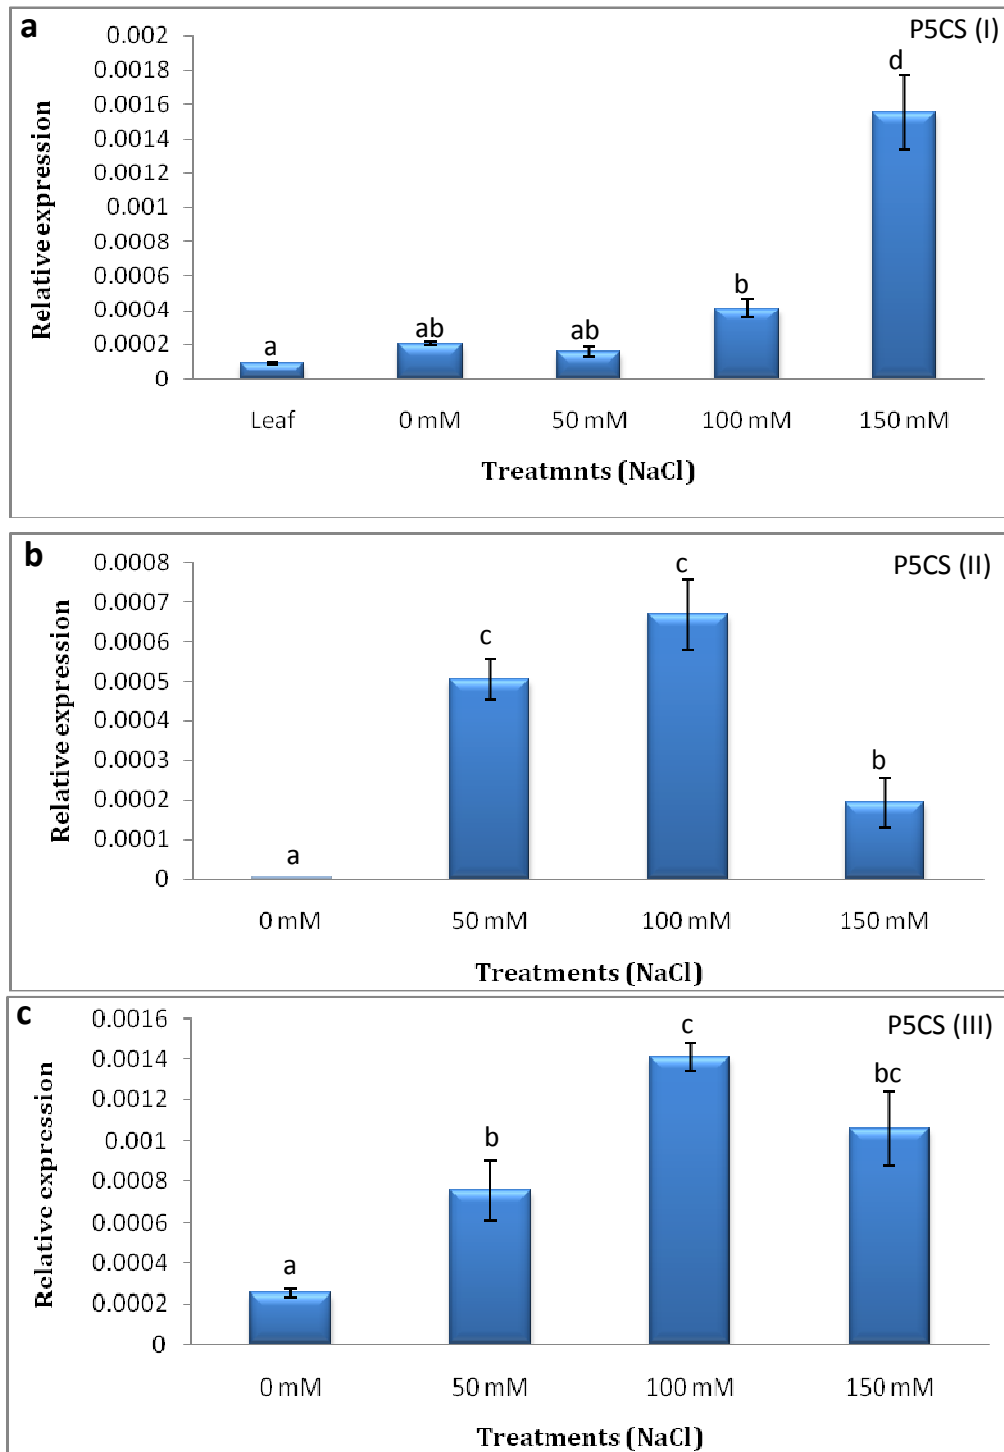 a
P5CS (I)
0.002
0.0018
0.0016
0.0014
0.0012
0.001
0.0008
0.0006
0.0004
0.0002
0
Relative expression
a
ab
ab
b
d
Leaf 0 mM 50 mM 100 mM 150 mM
Treatmnts (NaCl)
b
P5CS (II)
0.0008
0.0007
0.0006
0.0005
0.0004
0.0003
0.0002
0.0001
0
Relative expression
a
c
c
b
0 mM 50 mM 100 mM 150 mM
Treatments (NaCl)
c
P5CS (III)
0.0016
0.0014
0.0012
0.001
0.0008
0.0006
0.0004
0.0002
0
Relative expression
a
b
c
bc
0 mM 50 mM 100 mM 150 mM
Treatments (NaCl)